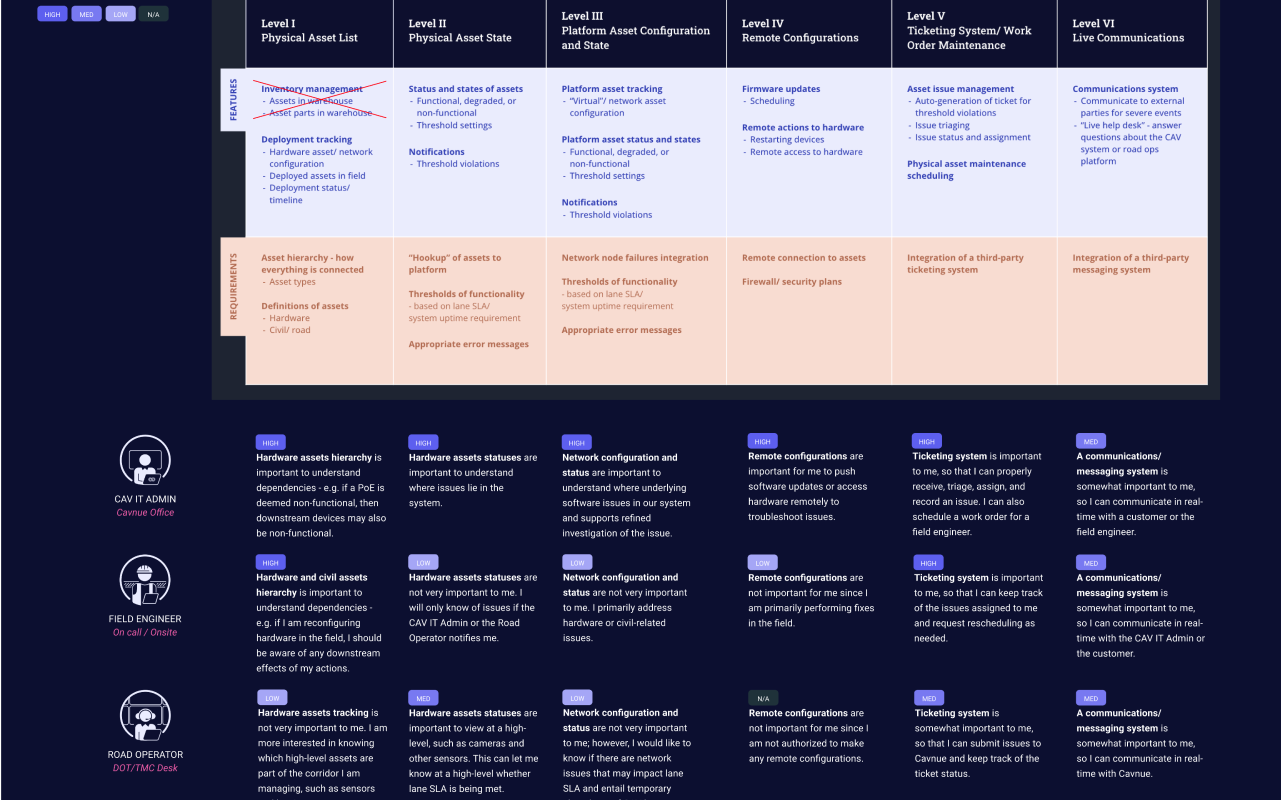 HIGH MED LOW N/A
Level I
Physical Asset List
Level II
Physical Asset State
Level III
Platform Asset Configuration
and State
Level IV
Remote Configurations
Level V
Ticketing System/ Work
Order Maintenance
Level VI
Live Communications
FEATURES
Inventory management
- Assets in warehouse
- Asset parts in warehouse
Deployment tracking
- Hardware asset/ network
configuration
- Deployed assets in field
- Deployment status/
timeline
Status and states of assets
- Functional, degraded, or
non-functional
- Threshold settings
Notifications
- Threshold violations
Platform asset tracking
- “Virtual”/ network asset
configuration
Platform asset status and states
- Functional, degraded, or
non-functional
- Threshold settings
Notifications
- Threshold violations
Firmware updates
- Scheduling
Remote actions to hardware
- Restarting devices
- Remote access to hardware
Asset issue management
- Auto-generation of ticket for
threshold violations
- Issue triaging
- Issue status and assignment
Physical asset maintenance
scheduling
Communications system
- Communicate to external
parties for severe events
- “Live help desk” - answer
questions about the CAV
system or road ops
platform
REQUIREMENTS
Asset hierarchy - how
everything is connected
- Asset types
Definitions of assets
- Hardware
- Civil/ road
“Hookup” of assets to
platform
Thresholds of functionality
- based on lane SLA/
system uptime requirement
Appropriate error messages
Network node failures integration
Thresholds of functionality
- based on lane SLA/
system uptime requirement
Appropriate error messages
Remote connection to assets
Firewall/ security plans
Integration of a third-party
ticketing system
Integration of a third-party
messaging system
CAV IT ADMIN
Cavnue Office
HIGH
Hardware assets hierarchy is
important to understand
dependencies - e.g. if a PoE is
deemed non-functional, then
downstream devices may also
be non-functional.
HIGH
Hardware assets statuses are
important to understand
where issues lie in the
system.
HIGH
Network configuration and
status are important to
understand where underlying
software issues in our system
and supports refined
investigation of the issue.
HIGH
Remote configurations are
important for me to push
software updates or access
hardware remotely to
troubleshoot issues.
HIGH
Ticketing system is important
to me, so that I can properly
receive, triage, assign, and
record an issue. I can also
schedule a work order for a
field engineer.
MED
A communications/
messaging system is
somewhat important to me,
so I can communicate in real-
time with a customer or the
field engineer.
FIELD ENGINEER
On call / Onsite
HIGH
Hardware and civil assets
hierarchy is important to
understand dependencies -
e.g. if I am reconfiguring
hardware in the field, I should
be aware of any downstream
effects of my actions.
LOW
Hardware assets statuses are
not very important to me. I
will only know of issues if the
CAV IT Admin or the Road
Operator notifies me.
LOW
Network configuration and
status are not very important
to me. I primarily address
hardware or civil-related
issues.
LOW
Remote configurations are
not important for me since I
am primarily performing fixes
in the field.
HIGH
Ticketing system is important
to me, so that I can keep track
of the issues assigned to me
and request rescheduling as
needed.
MED
A communications/
messaging system is
somewhat important to me,
so I can communicate in real-
time with the CAV IT Admin or
the customer.
ROAD OPERATOR
DOT/TMC Desk
LOW
Hardware assets tracking is
not very important to me. I am
more interested in knowing
which high-level assets are
part of the corridor I am
managing, such as sensors
MED
Hardware assets statuses are
important to view at a high-
level, such as cameras and
other sensors. This can let me
know at a high-level whether
lane SLA is being met.
LOW
Network configuration and
status are not very important
to me; however, I would like to
know if there are network
issues that may impact lane
SLA and entail temporary
N/A
Remote configurations are
not important for me since I
am not authorized to make
any remote configurations.
MED
Ticketing system is
somewhat important to me,
so that I can submit issues to
Cavnue and keep track of the
ticket status.
MED
A communications/
messaging system is
somewhat important to me,
so I can communicate in real-
time with Cavnue.